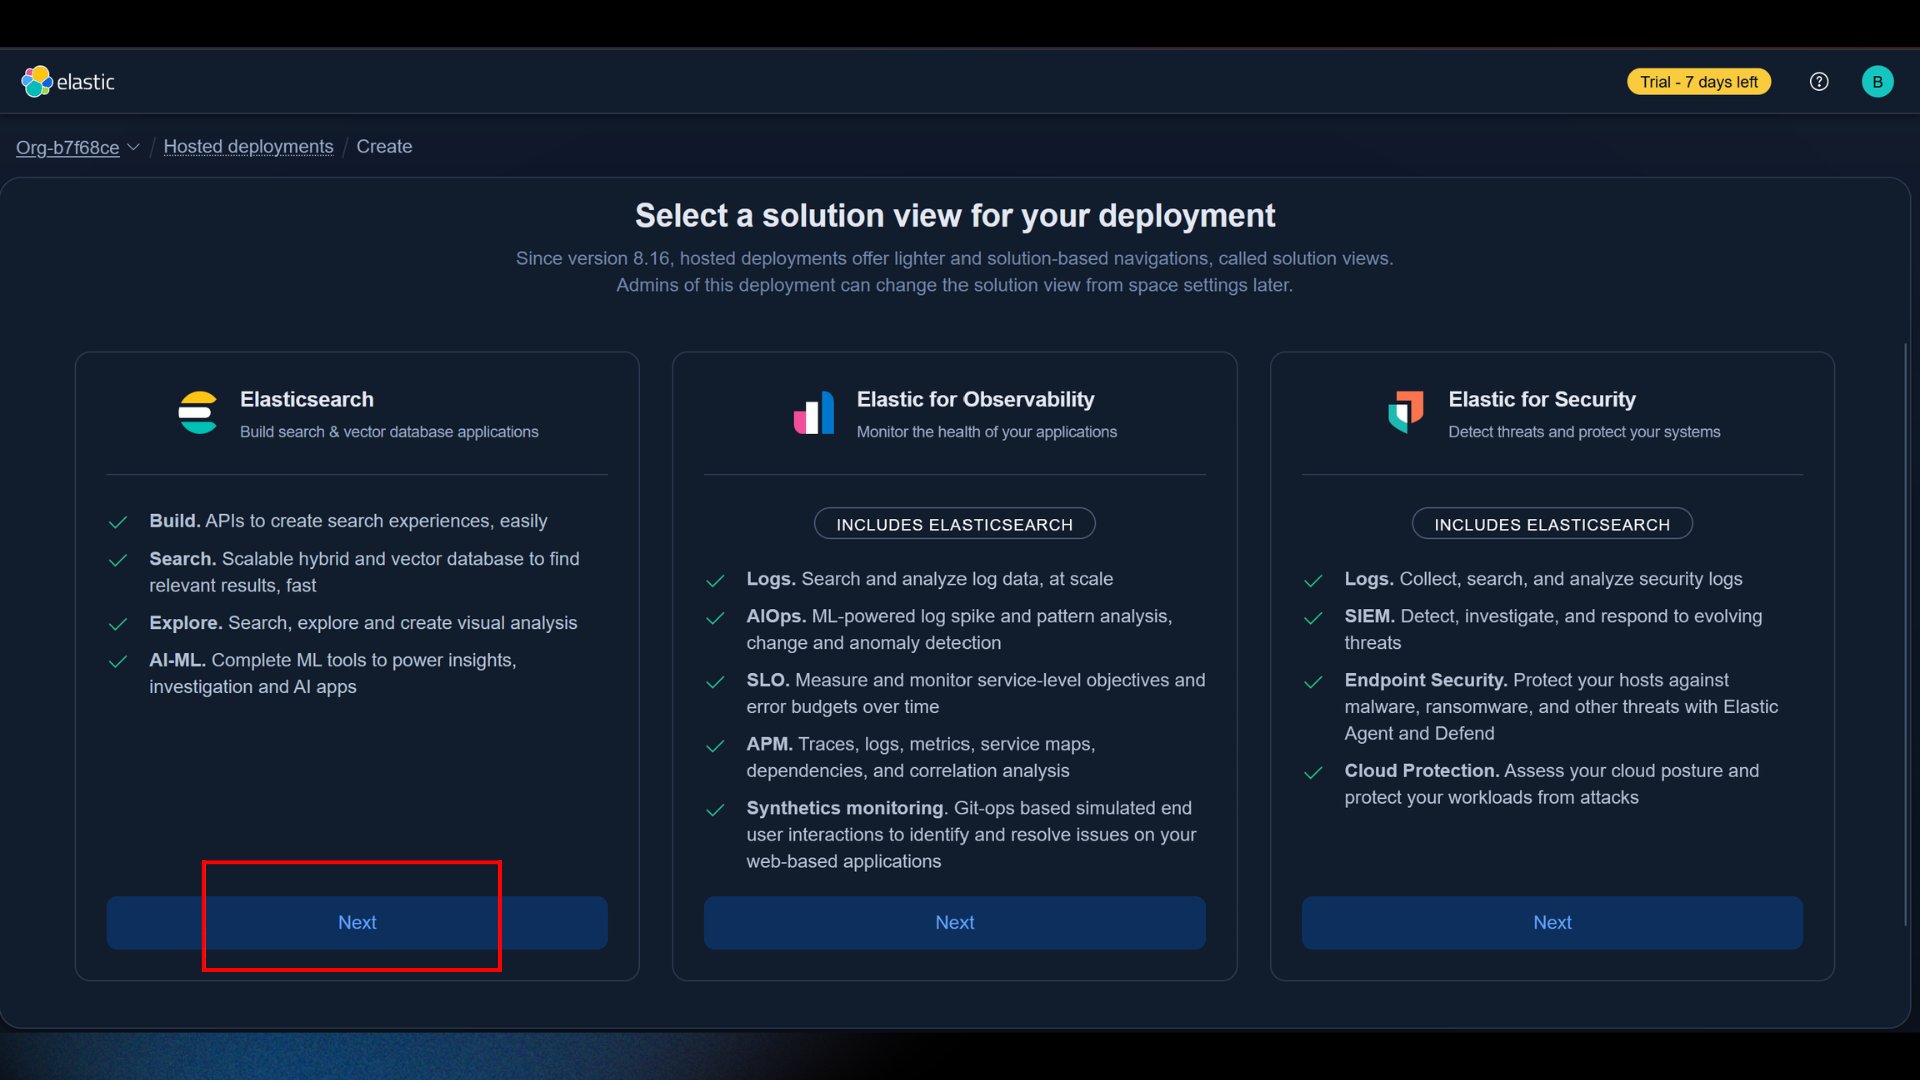 elastic
Trial - 7 days left
B
Org-b7f68ce / Hosted deployments / Create
Select a solution view for your deployment
Since version 8.16, hosted deployments offer lighter and solution-based navigations, called solution views.
Admins of this deployment can change the solution view from space settings later.
Elasticsearch
Build search & vector database applications
Build. APIs to create search experiences, easily
Search. Scalable hybrid and vector database to find
relevant results, fast
Explore. Search, explore and create visual analysis
AI-ML. Complete ML tools to power insights,
investigation and AI apps
Next
Elastic for Observability
Monitor the health of your applications
INCLUDES ELASTICSEARCH
Logs. Search and analyze log data, at scale
AIOps. ML-powered log spike and pattern analysis,
change and anomaly detection
SLO. Measure and monitor service-level objectives and
error budgets over time
APM. Traces, logs, metrics, service maps,
dependencies, and correlation analysis
Synthetics monitoring. Git-ops based simulated end
user interactions to identify and resolve issues on your
web-based applications
Next
Elastic for Security
Detect threats and protect your systems
INCLUDES ELASTICSEARCH
Logs. Collect, search, and analyze security logs
SIEM. Detect, investigate, and respond to evolving
threats
Endpoint Security. Protect your hosts against
malware, ransomware, and other threats with Elastic
Agent and Defend
Cloud Protection. Assess your cloud posture and
protect your workloads from attacks
Next